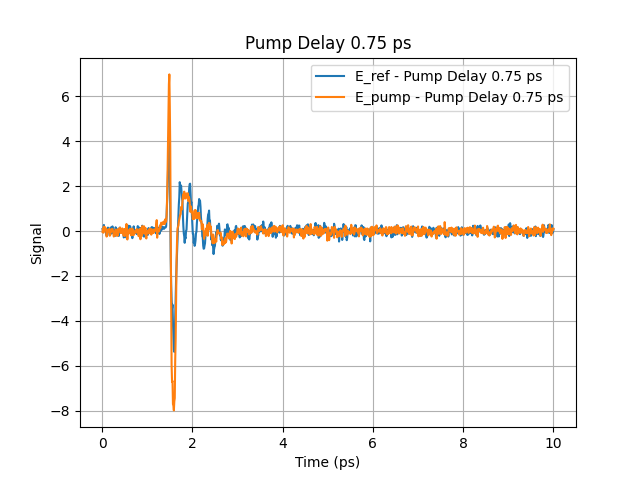 Pump Delay 0.75 ps
E_ref - Pump Delay 0.75 ps
E_pump - Pump Delay 0.75 ps
6
4
2
0
−2
−4
−6
−8
Signal
0
2
4
6
8
10
Time (ps)